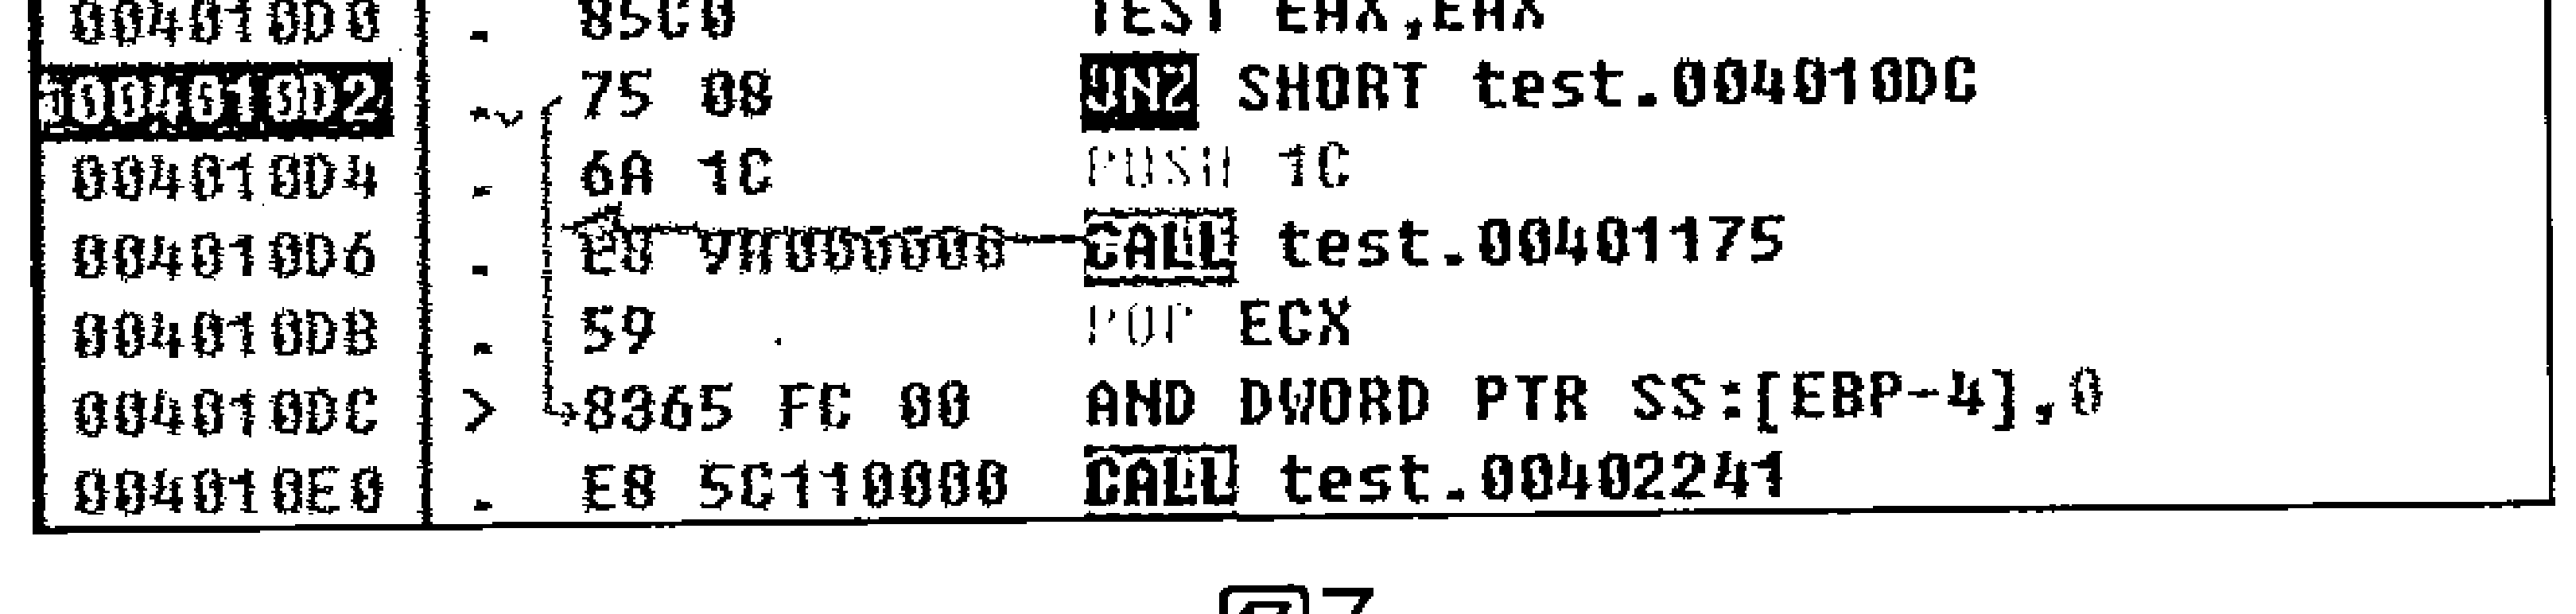 004010D0 . 85C0 TEST EAX,EAX
004010D2 . 75 08 JNZ SHORT test.004010DC
004010D4 . 6A 1C PUSH 1C
004010D6 . E8 9A000000 CALL test.00401175
004010DB . 59 POP ECX
004010DC > 8365 FC 00 AND DWORD PTR SS:[EBP-4],0
004010E0 . E8 5C110000 CALL test.00402241